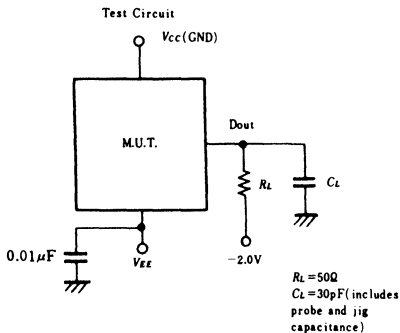 Test Circuit
Vcc(GND)
M.U.T.
Dout
RL
CL
0.01μF
VEE
−2.0V
RL=50Ω
CL=30pF(includes
probe and jig
capacitance)